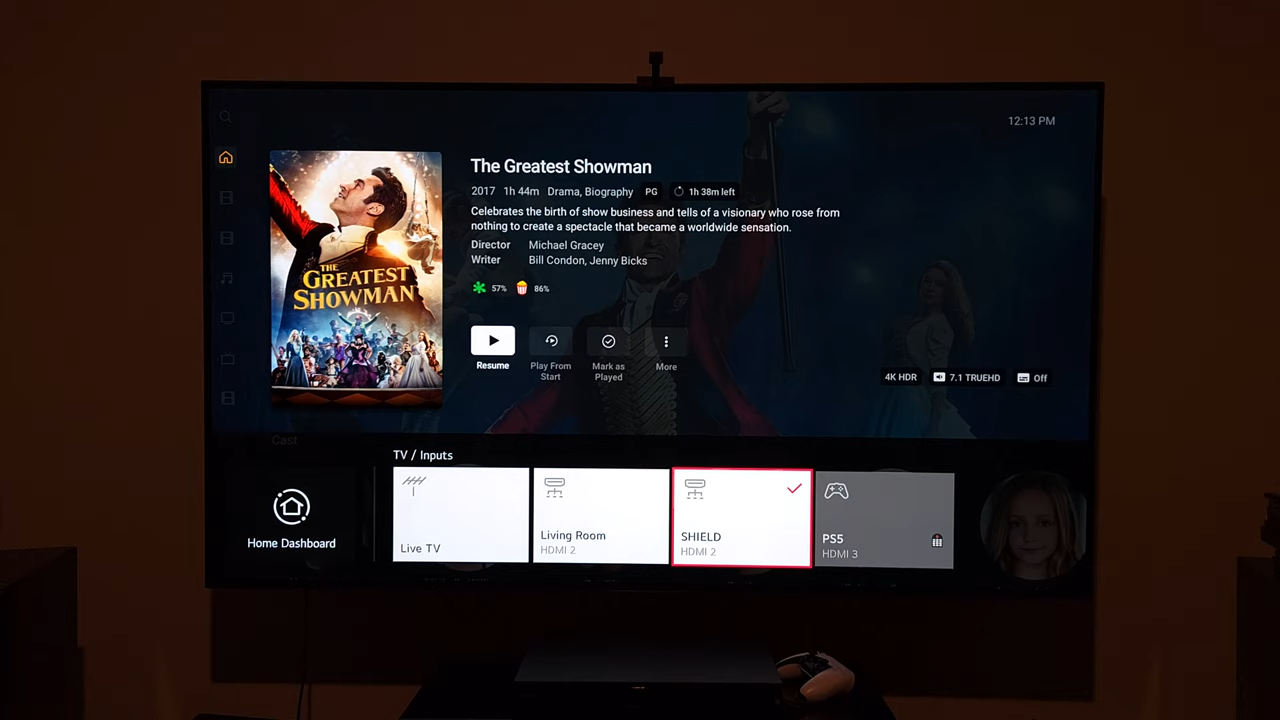 12:13 PM
THE
GREATEST
SHOWMAN
The Greatest Showman
2017 1h 44m Drama, Biography PG 1h 38m left
Celebrates the birth of show business and tells of a visionary who rose from
nothing to create a spectacle that became a worldwide sensation.
Director Michael Gracey
Writer Bill Condon, Jenny Bicks
57% 86%
Resume
Play From
Start
Mark as
Played
More
4K HDR 7.1 TRUEHD Off
Cast
TV / Inputs
Home Dashboard
Live TV
Living Room
HDMI 2
SHIELD
HDMI 2
PS5
HDMI 3